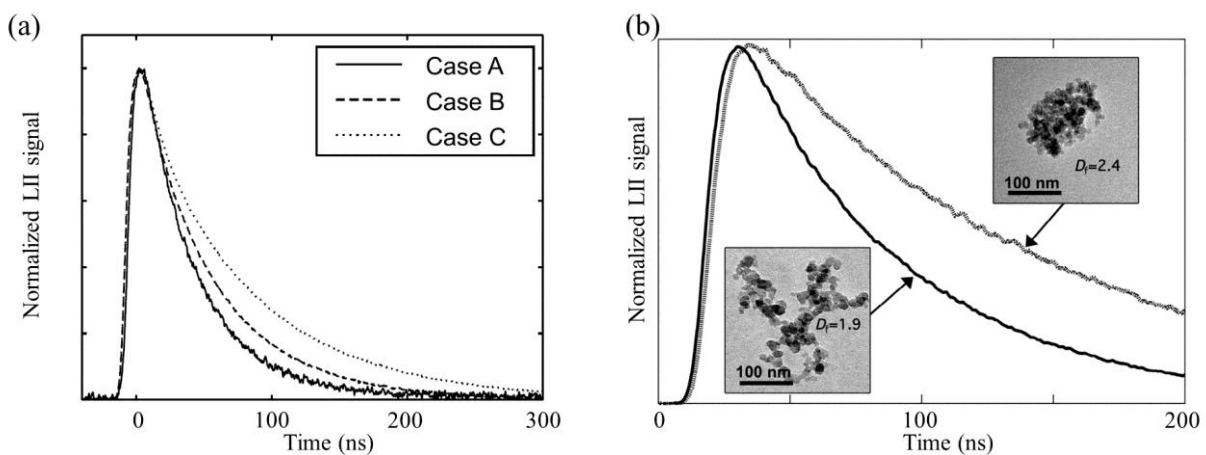 (a)
Normalized LII signal
Case A
Case B
Case C
0
100
200
300
Time (ns)
(b)
Normalized LII signal
D_f=2.4
100 nm
D_f=1.9
100 nm
0
100
200
Time (ns)